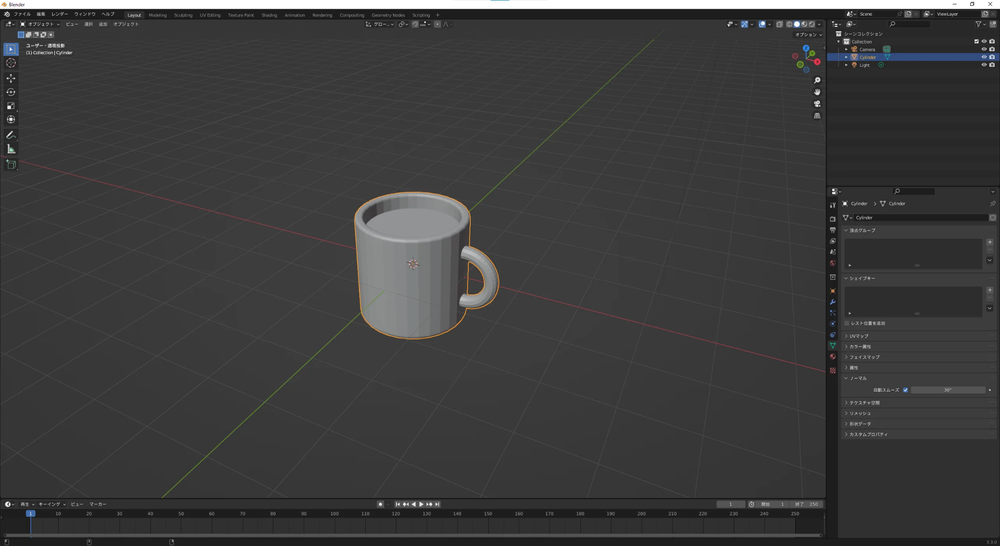 Blender
ファイル 編集 レンダー ウィンドウ ヘルプ Layout Modeling Sculpting UV Editing Texture Paint Shading Animation Rendering Compositing Geometry Nodes Scripting + Scene ViewLayer
オブジェクト ビュー 選択 追加 オブジェクト グロー...
オプション
ユーザー・透視投影
(1) Collection | Cylinder
Z
Y
X
シーンコレクション
Collection
Camera
Cylinder
Light
Cylinder > Cylinder
Cylinder
頂点グループ
シェイプキー
レスト位置を追加
UVマップ
カラー属性
フェイスマップ
属性
ノーマル
自動スムーズ 30°
テクスチャ空間
リメッシュ
形状データ
カスタムプロパティ
再生 キーイング ビュー マーカー 1 開始 1 終了 250
1 10 20 30 40 50 60 70 80 90 100 110 120 130 140 150 160 170 180 190 200 210 220 230 240 250
3.3.0